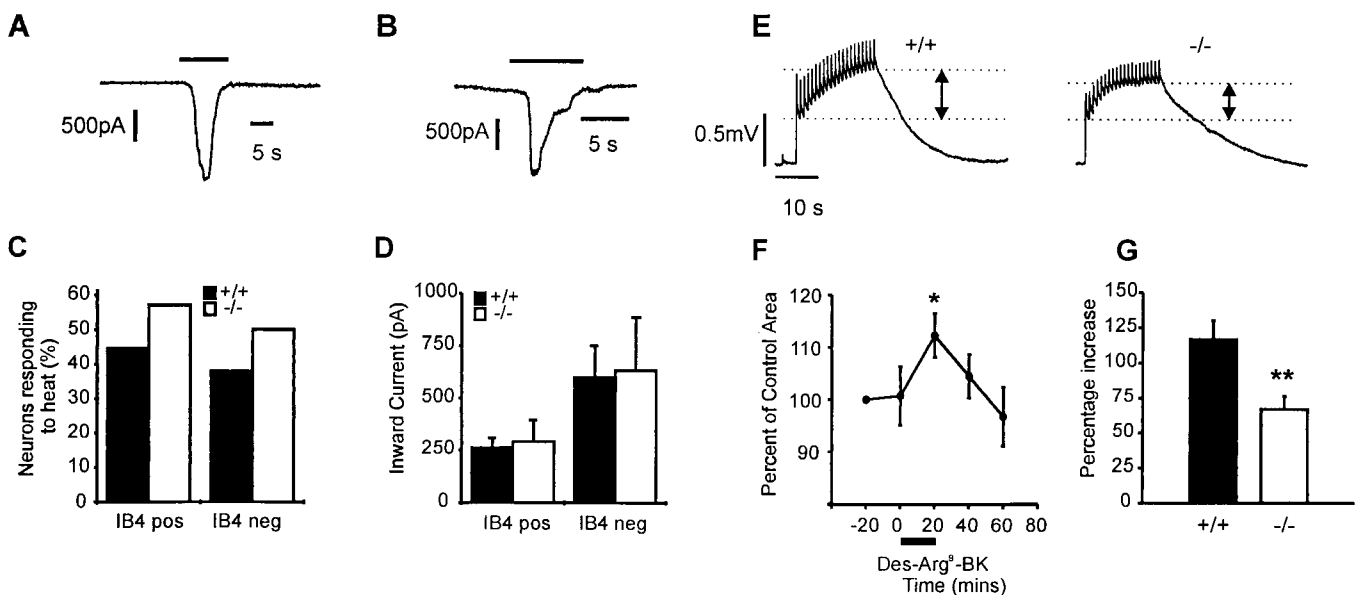 A
500pA
5 s
B
500pA
5 s
E
+/+
-/-
0.5mV
10 s
C
Neurons responding
to heat (%)
60
50
40
30
20
10
0
+/+
-/-
IB4 pos
IB4 neg
D
Inward Current (pA)
1000
750
500
250
0
+/+
-/-
IB4 pos
IB4 neg
F
Percent of Control Area
120
110
100
90
*
-20
0
20
40
60
80
Des-Arg⁹-BK
Time (mins)
G
Percentage increase
150
125
100
75
50
25
0
**
+/+
-/-